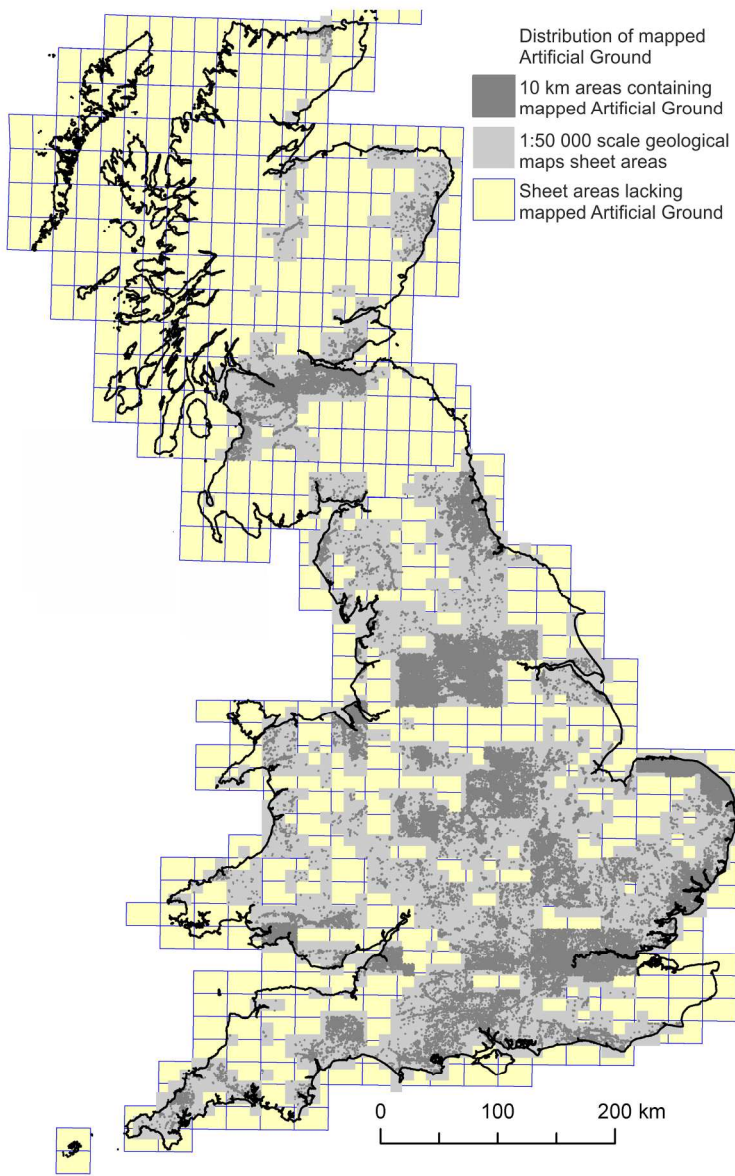 Distribution of mapped
Artificial Ground
10 km areas containing
mapped Artificial Ground
1:50 000 scale geological
maps sheet areas
Sheet areas lacking
mapped Artificial Ground
0 100 200 km